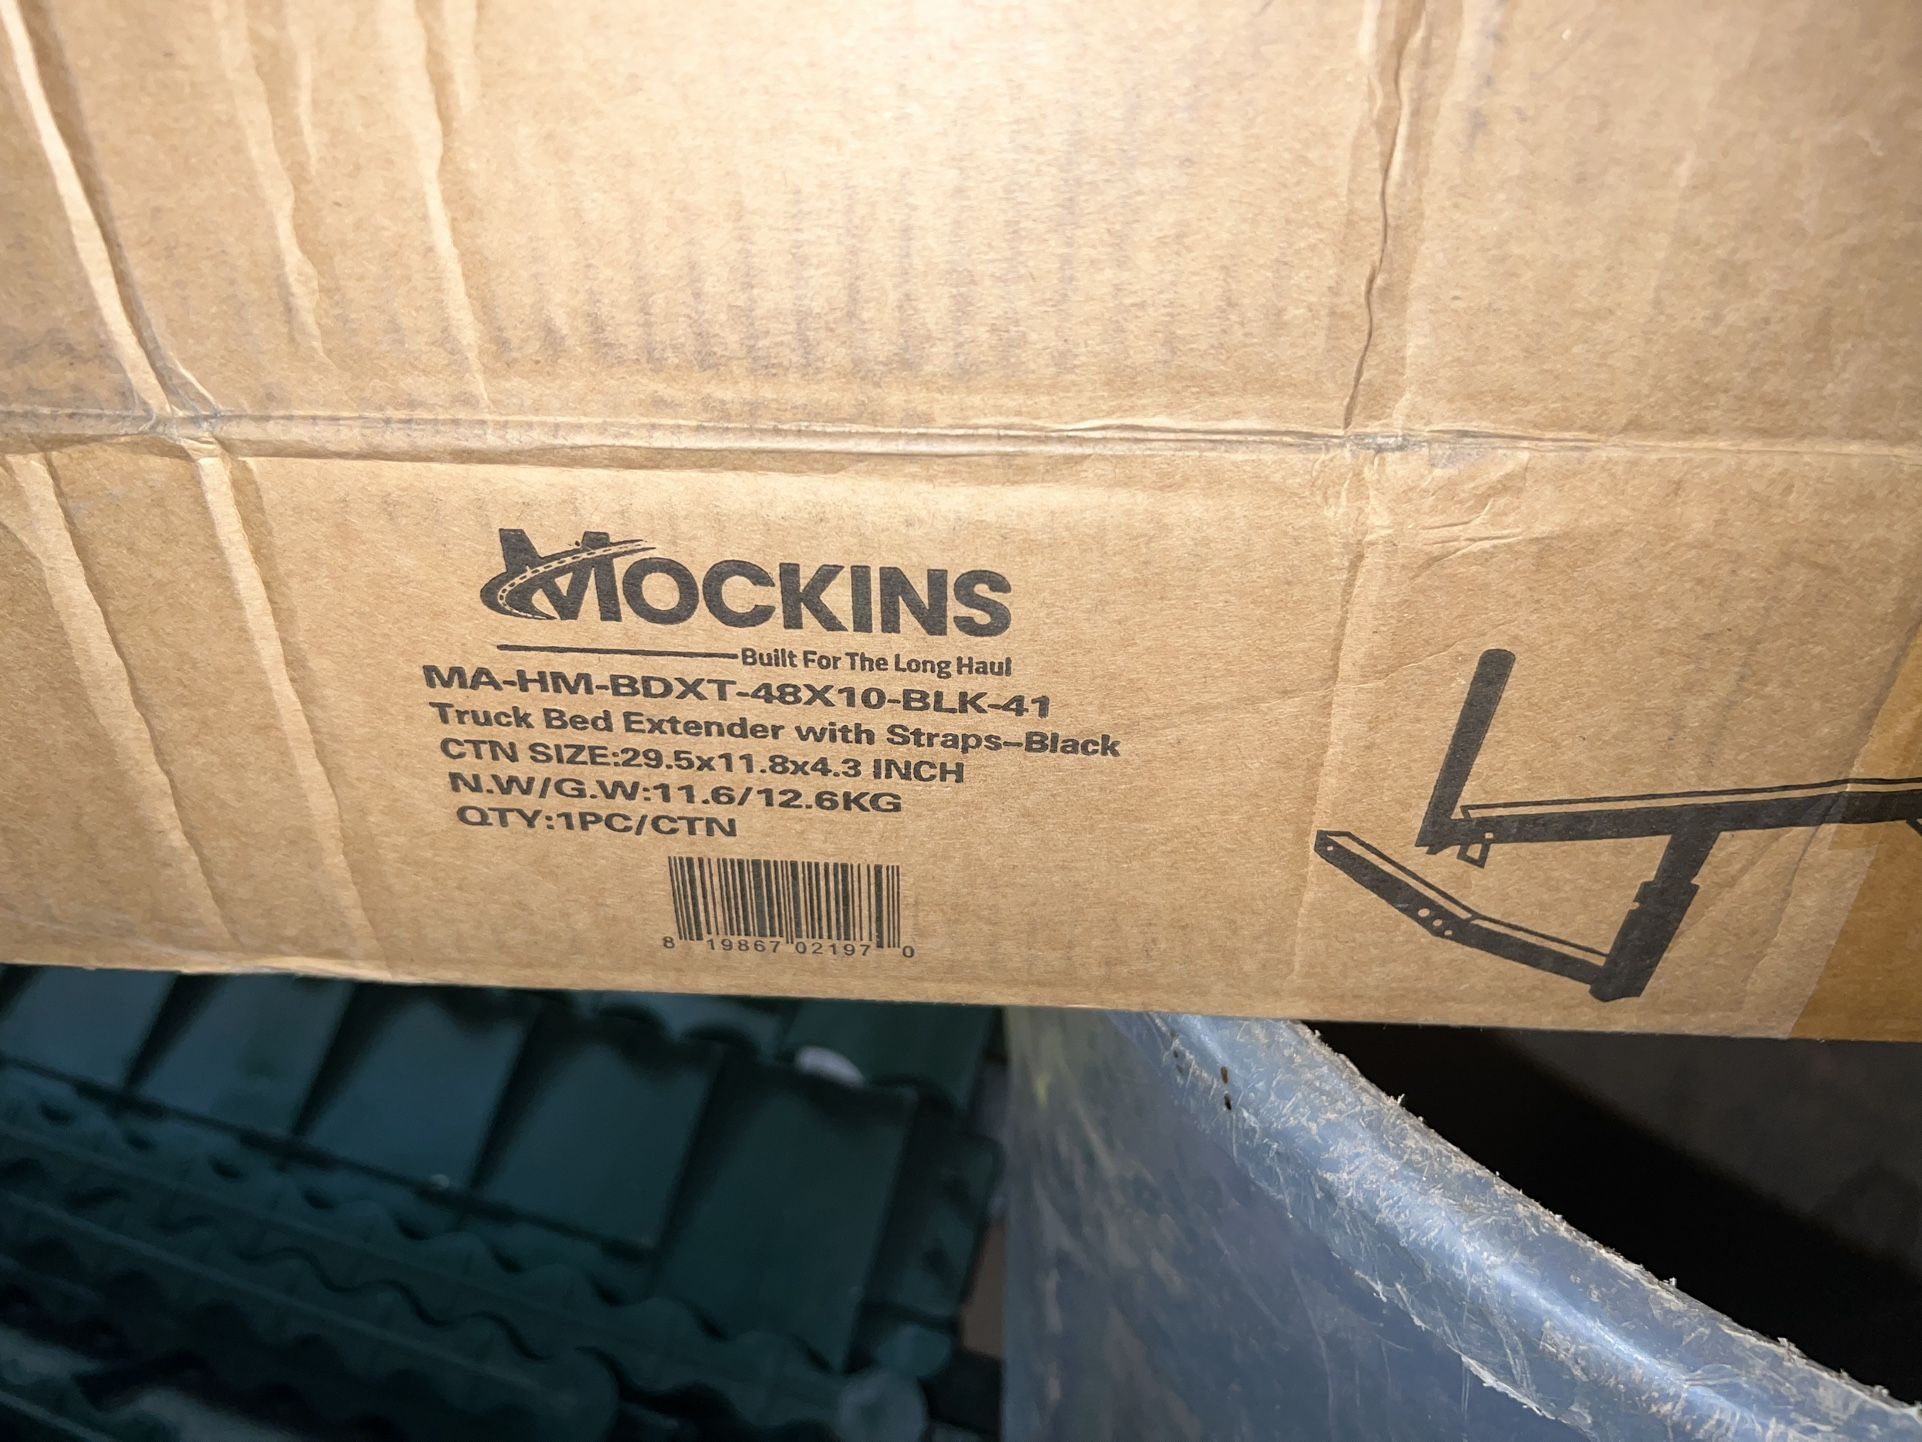 MOCKINS
Built For The Long Haul
MA-HM-BDXT-48X10-BLK-41
Truck Bed Extender with Straps-Black
CTN SIZE:29.5x11.8x4.3 INCH
N.W/G.W:11.6/12.6KG
QTY:1PC/CTN
8 19867 02197 0